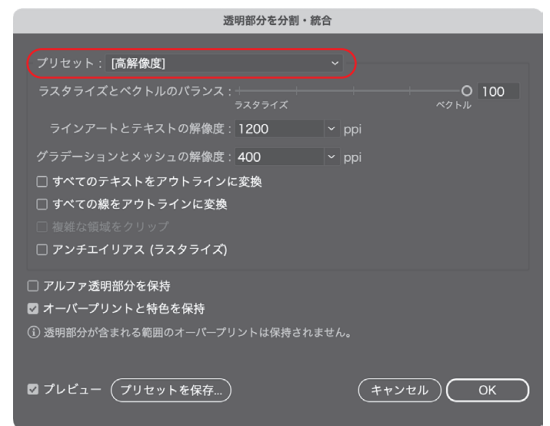 透明部分を分割・統合
プリセット : [高解像度]
ラスタライズとベクトルのバランス : 100
ラスタライズ ベクトル
ラインアートとテキストの解像度 : 1200 ppi
グラデーションとメッシュの解像度 : 400 ppi
すべてのテキストをアウトラインに変換
すべての線をアウトラインに変換
複雑な領域をクリップ
アンチエイリアス (ラスタライズ)
アルファ透明部分を保持
オーバープリントと特色を保持
透明部分が含まれる範囲のオーバープリントは保持されません。
プレビュー プリセットを保存... キャンセル OK